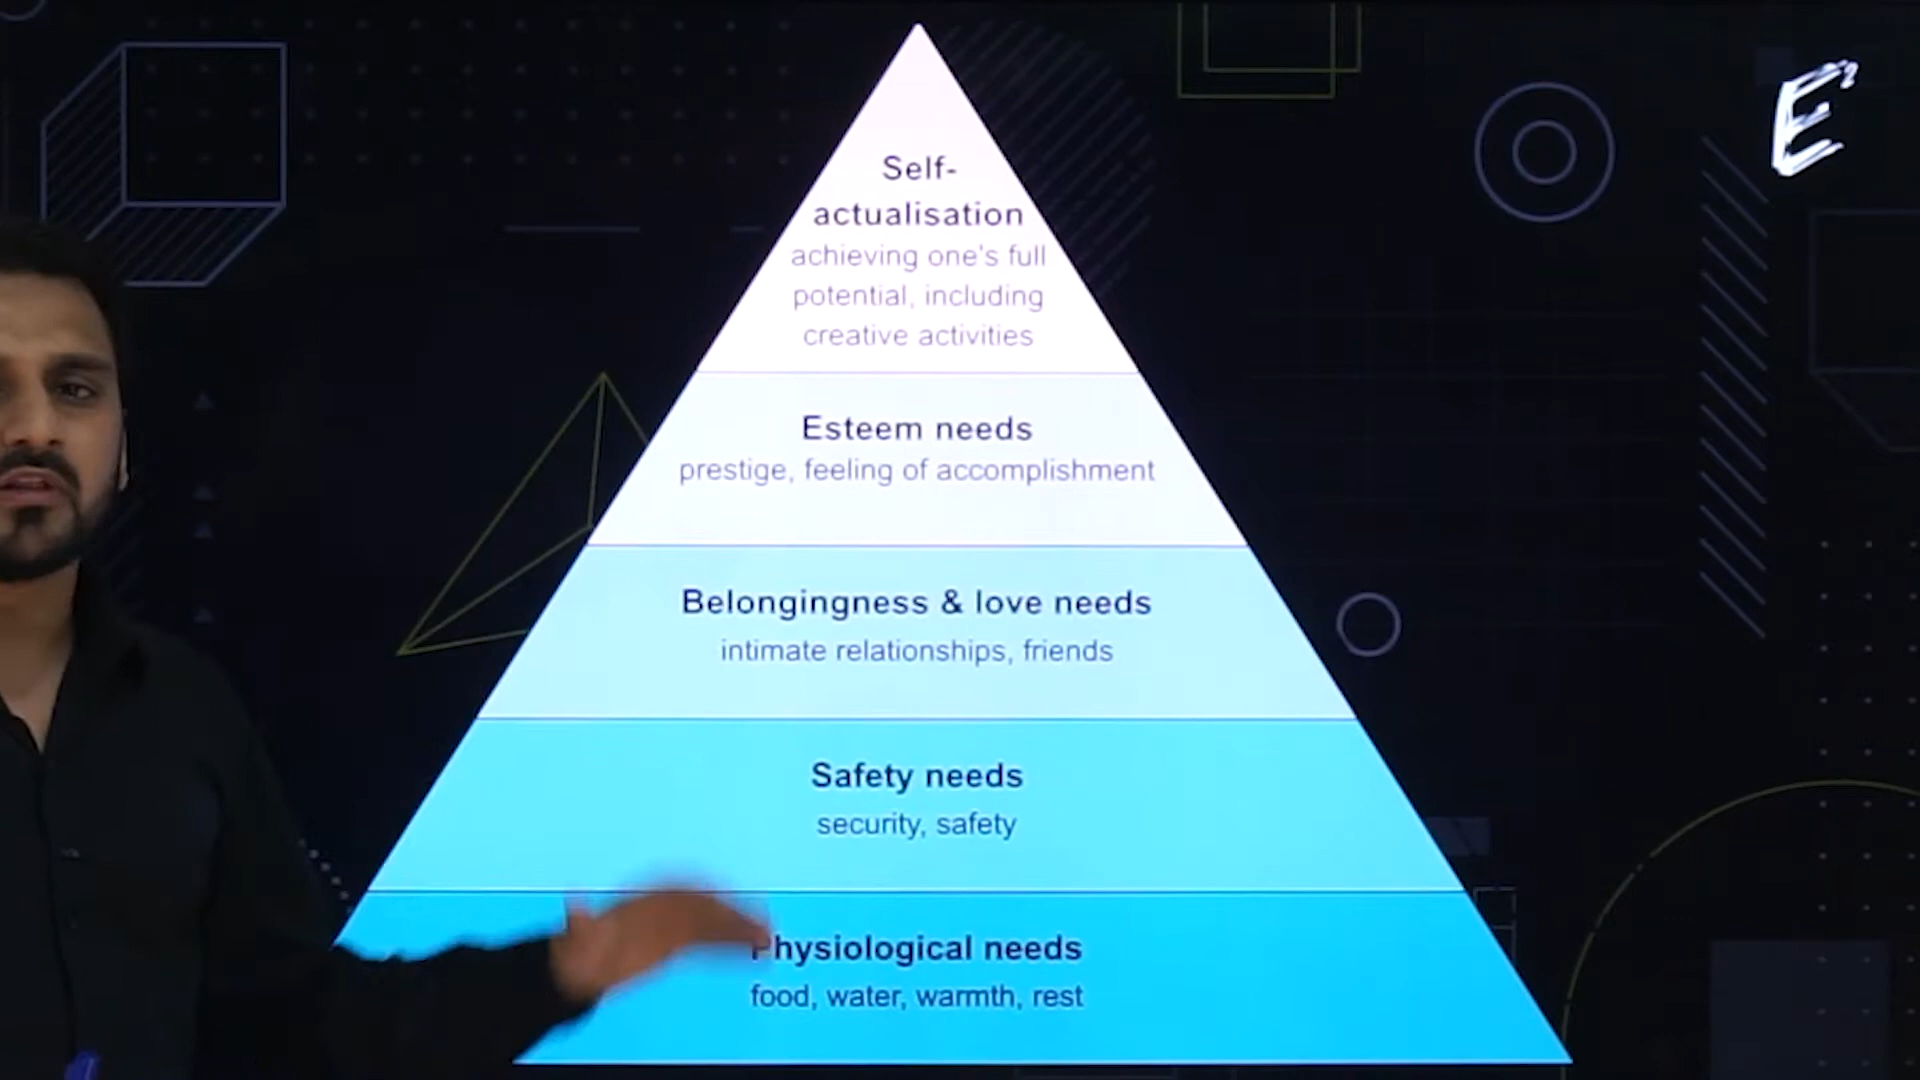 E²
Self-
actualisation
achieving one's full
potential, including
creative activities
Esteem needs
prestige, feeling of accomplishment
Belongingness & love needs
intimate relationships, friends
Safety needs
security, safety
Physiological needs
food, water, warmth, rest